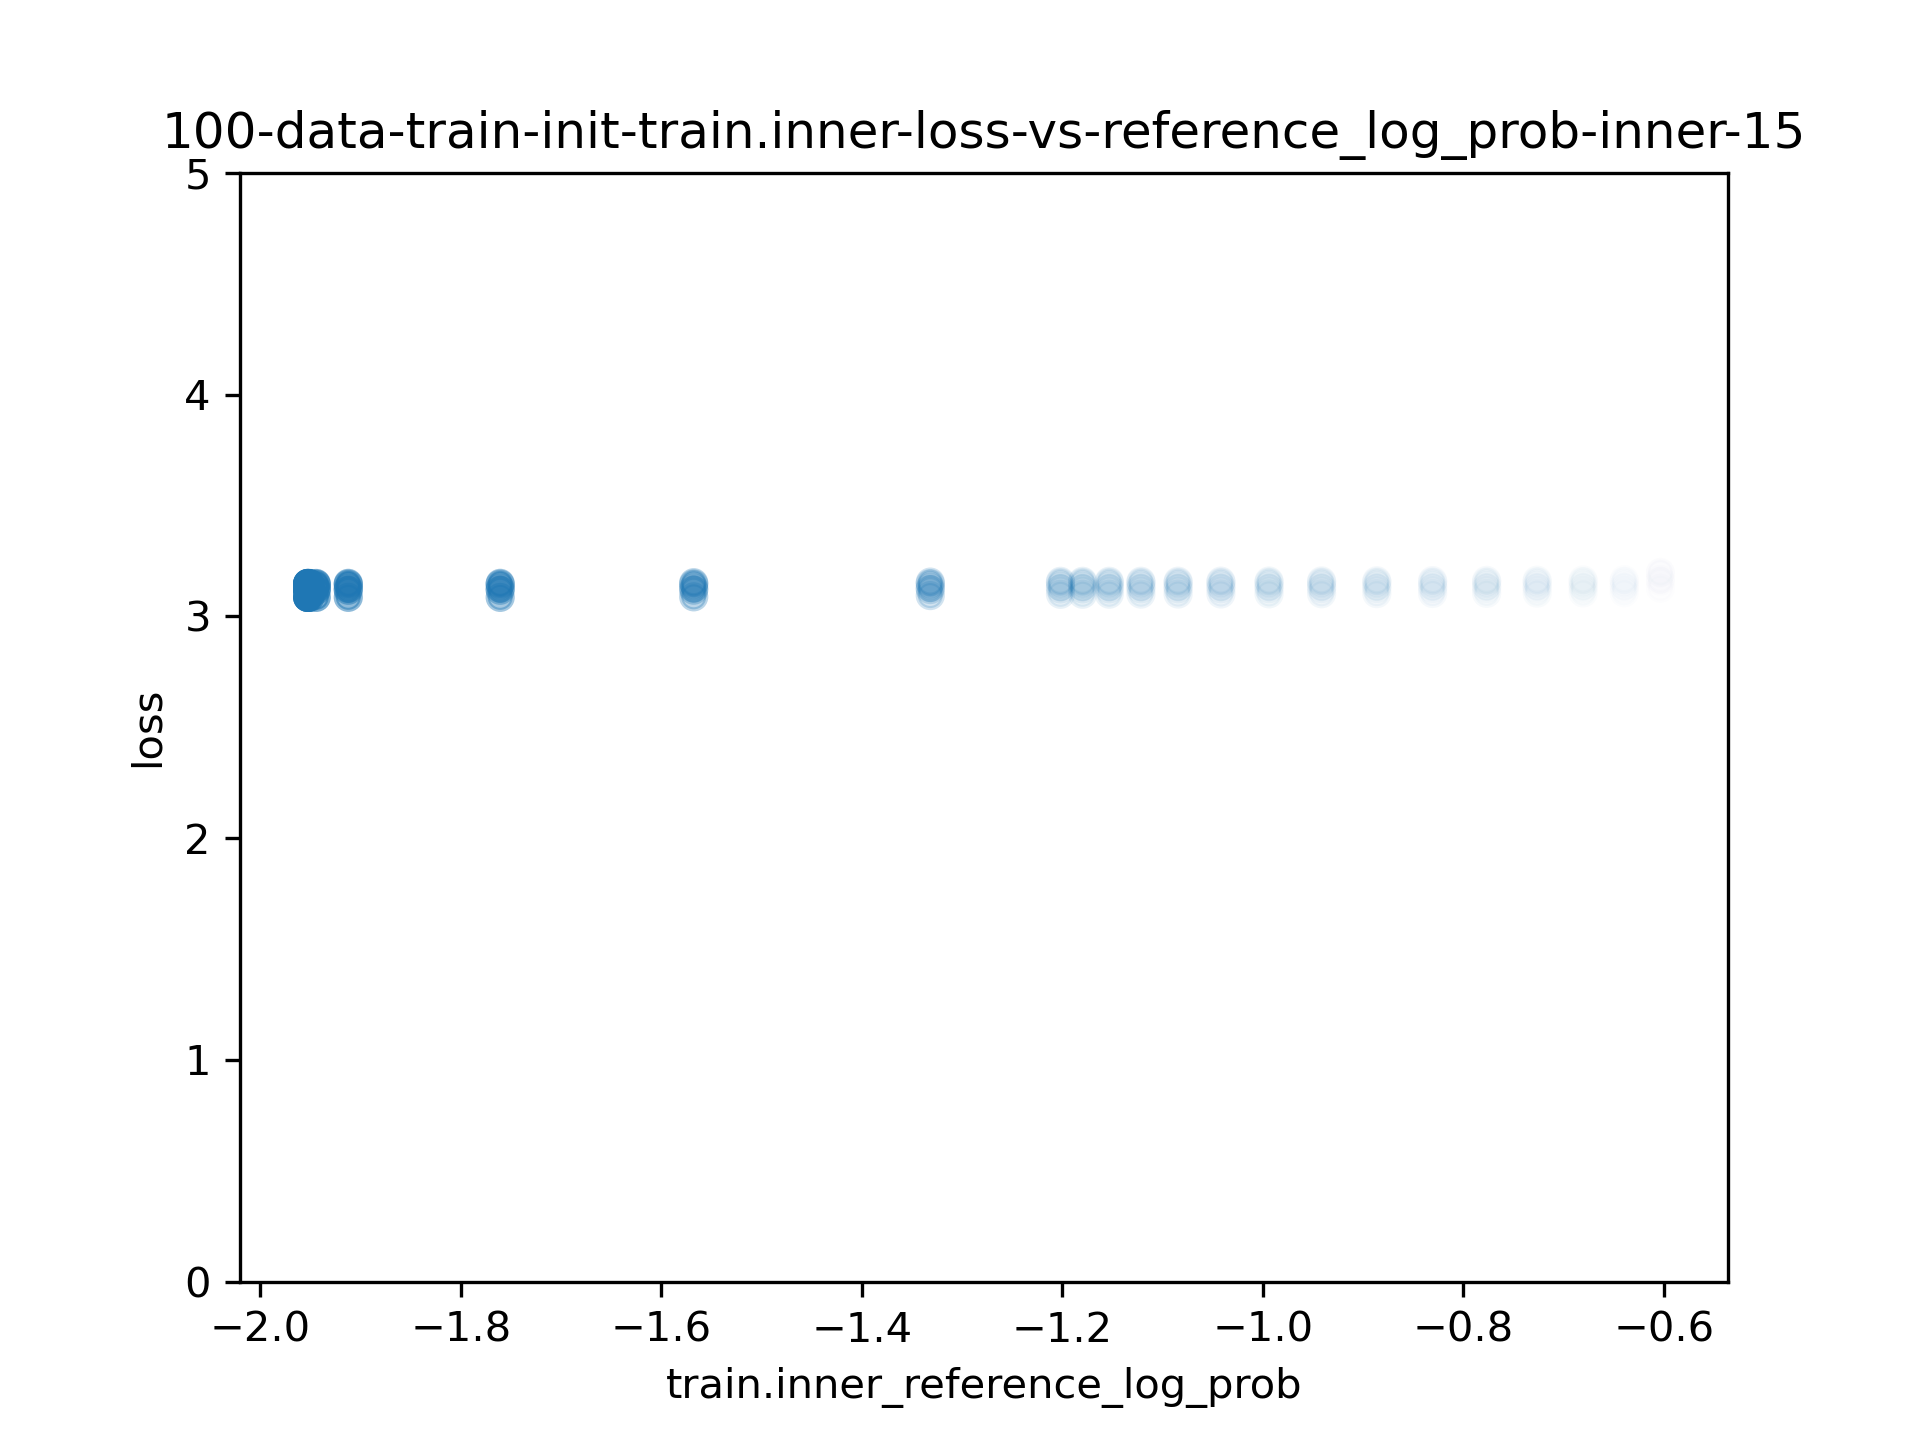 100-data-train-init-train.inner-loss-vs-reference_log_prob-inner-15
5
4
3
2
1
0
loss
−2.0 −1.8 −1.6 −1.4 −1.2 −1.0 −0.8 −0.6
train.inner_reference_log_prob